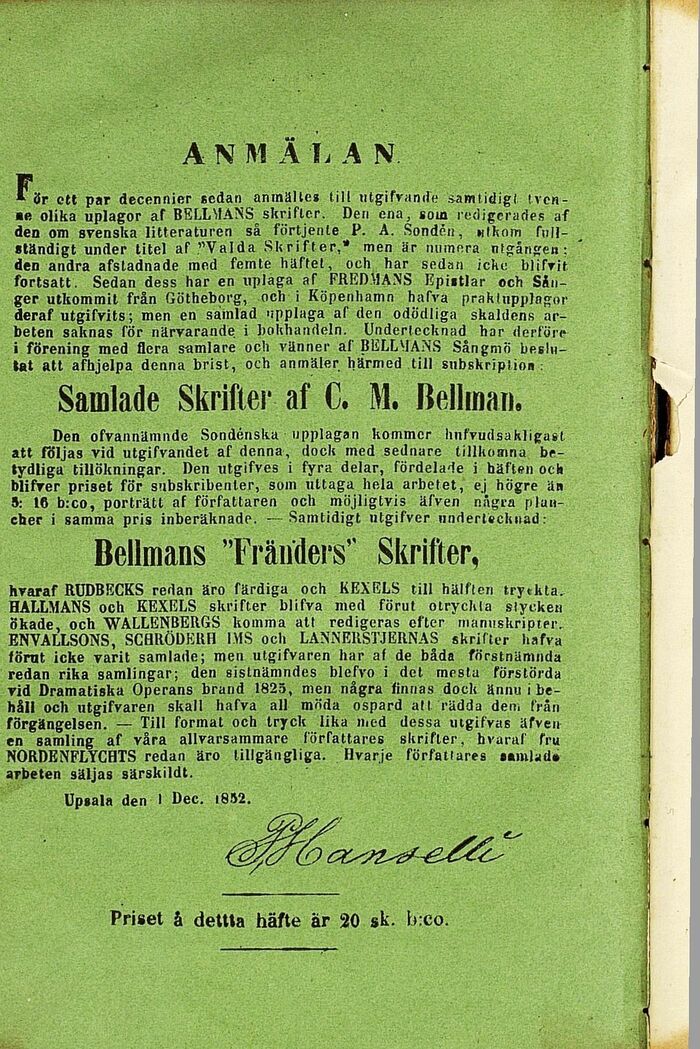 ANMÄLAN.
För ett par decennier sedan anmältes till utgifvande samtidigt tven-
ne olika uplagor af BELLMANS skrifter. Den ena, som redigerades af
den om svenska litteraturen så förtjente P. A. Sondén, utkom full-
ständigt under titel af "Valda Skrifter," men är numera utgången;
den andra afstadnade med femte häftet, och har sedan icke blifvit
fortsatt. Sedan dess har en uplaga af FREDMANS Epistlar och Sån-
ger utkommit från Götheborg, och i Köpenhamn hafva praktupplagor
deraf utgifvits; men en samlad upplaga af den odödliga skaldens ar-
beten saknas för närvarande i bokhandeln. Undertecknad har derföre
i förening med flera samlare och vänner af BELLMANS Sångmö beslu-
tat att afhjelpa denna brist, och anmäler härmed till subskription:
Samlade Skrifter af C. M. Bellman.
Den ofvannämnde Sondénska upplagan kommer hufvudsakligast
att följas vid utgifvandet af denna, dock med sednare tillkomna be-
tydliga tillökningar. Den utgifves i fyra delar, fördelade i häften och
blifver priset för subskribenter, som uttaga hela arbetet, ej högre än
5: 16 b:co, porträtt af författaren och möjligtvis äfven några plan-
cher i samma pris inberäknade. — Samtidigt utgifver undertecknad:
Bellmans "Fränders" Skrifter,
hvaraf RUDBECKS redan äro färdiga och KEXELS till hälften tryckta.
HALLMANS och KEXELS skrifter blifva med förut otryckta stycken
ökade, och WALLENBERGS komma att redigeras efter manuskripter.
ENVALLSONS, SCHRÖDERHEIMS och LANNERSTJERNAS skrifter hafva
förut icke varit samlade; men utgifvaren har af de båda förstnämnda
redan rika samlingar; den sistnämndes blefvo i det mesta förstörda
vid Dramatiska Operans brand 1825, men några finnas dock ännu i be-
håll och utgifvaren skall hafva all möda ospard att rädda dem från
förgängelsen. — Till format och tryck lika med dessa utgifvas äfven
en samling af våra allvarsammare författares skrifter, hvaraf fru
NORDENFLYCHTS redan äro tillgängliga. Hvarje författares samlade
arbeten säljas särskildt.
Upsala den 1 Dec. 1852.
P Hanselli
Priset å dettta häfte är 20 sk. b:co.